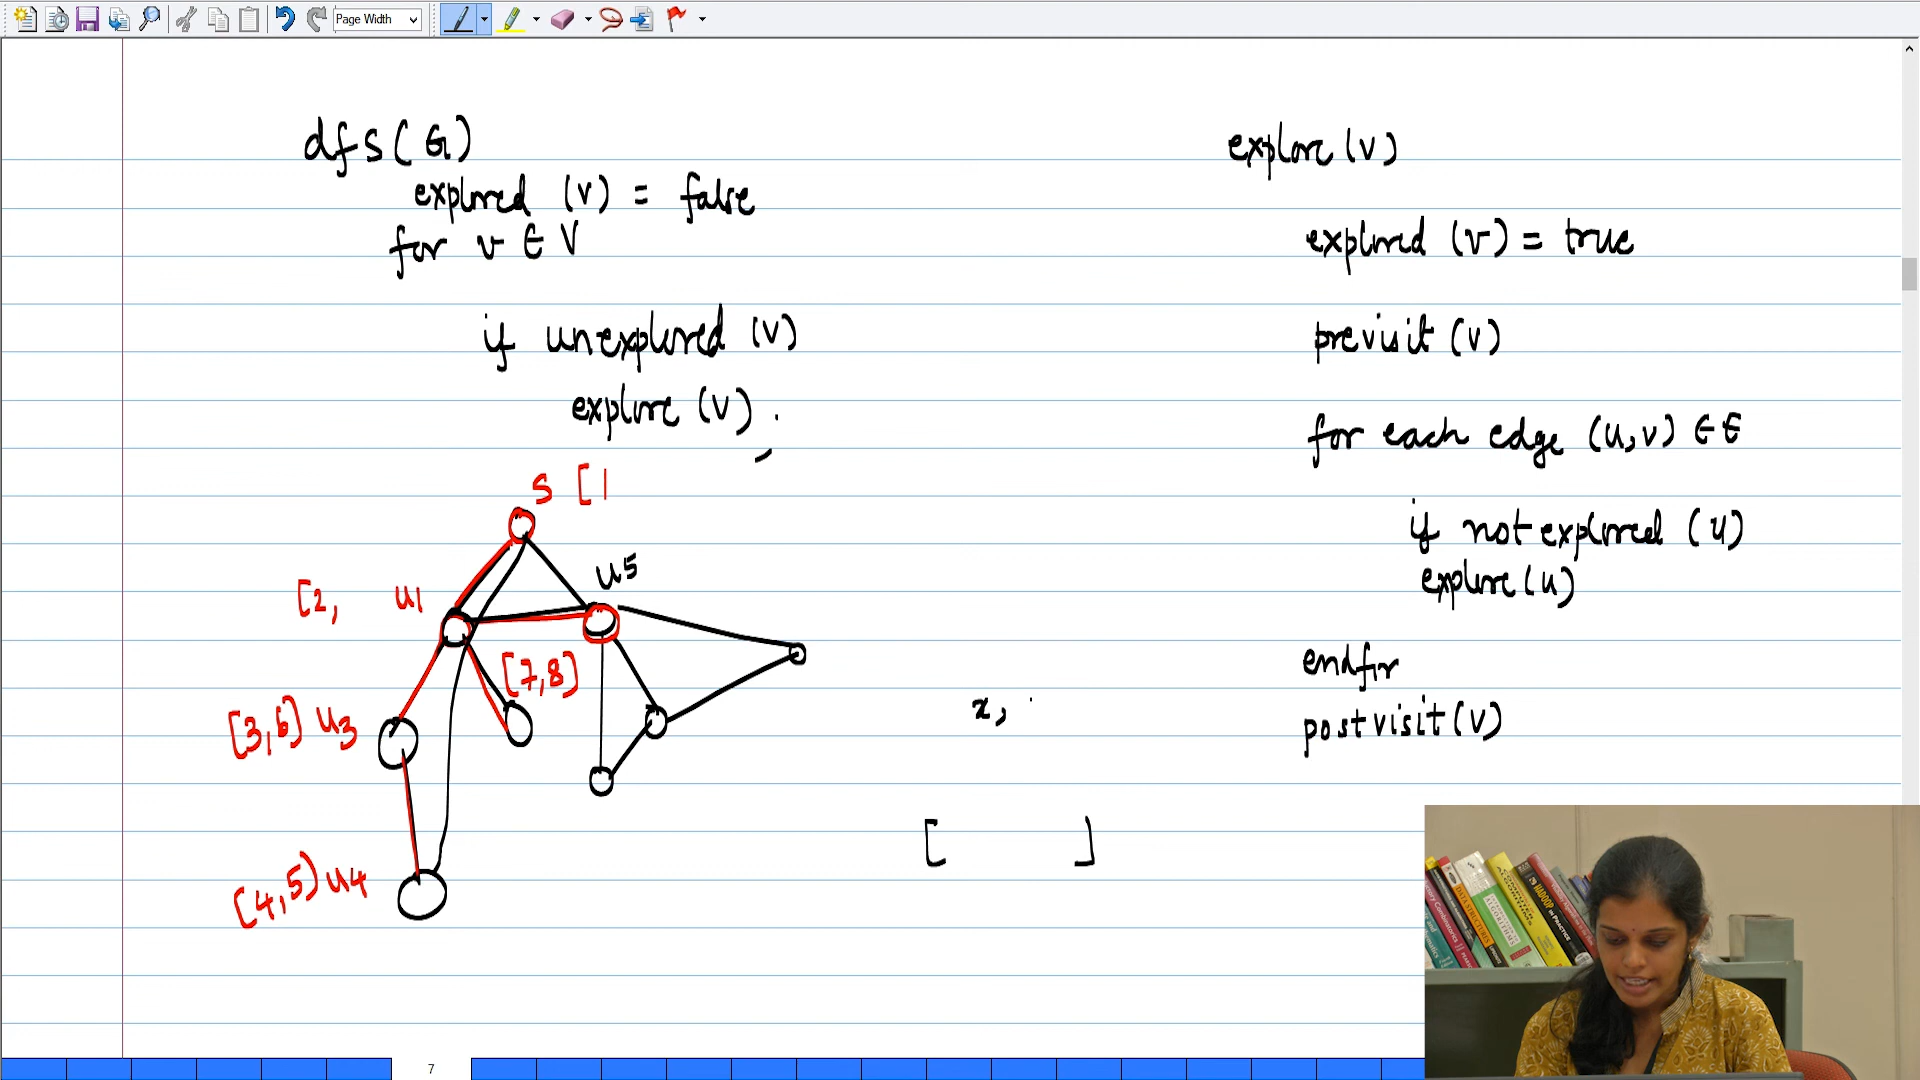 Page Width
dfs(G)
explored (v) = false
for v ∈ V
if unexplored (v)
explore (v).
explore (v)
explored (v) = true
previsit (v)
for each edge (u,v) ∈ E
if not explored (u)
explore(u)
endfor
postvisit (v)
S [1
u5
[2, u1
[7,8]
[3,6] u3
[4,5] u4
x,
[ ]
7